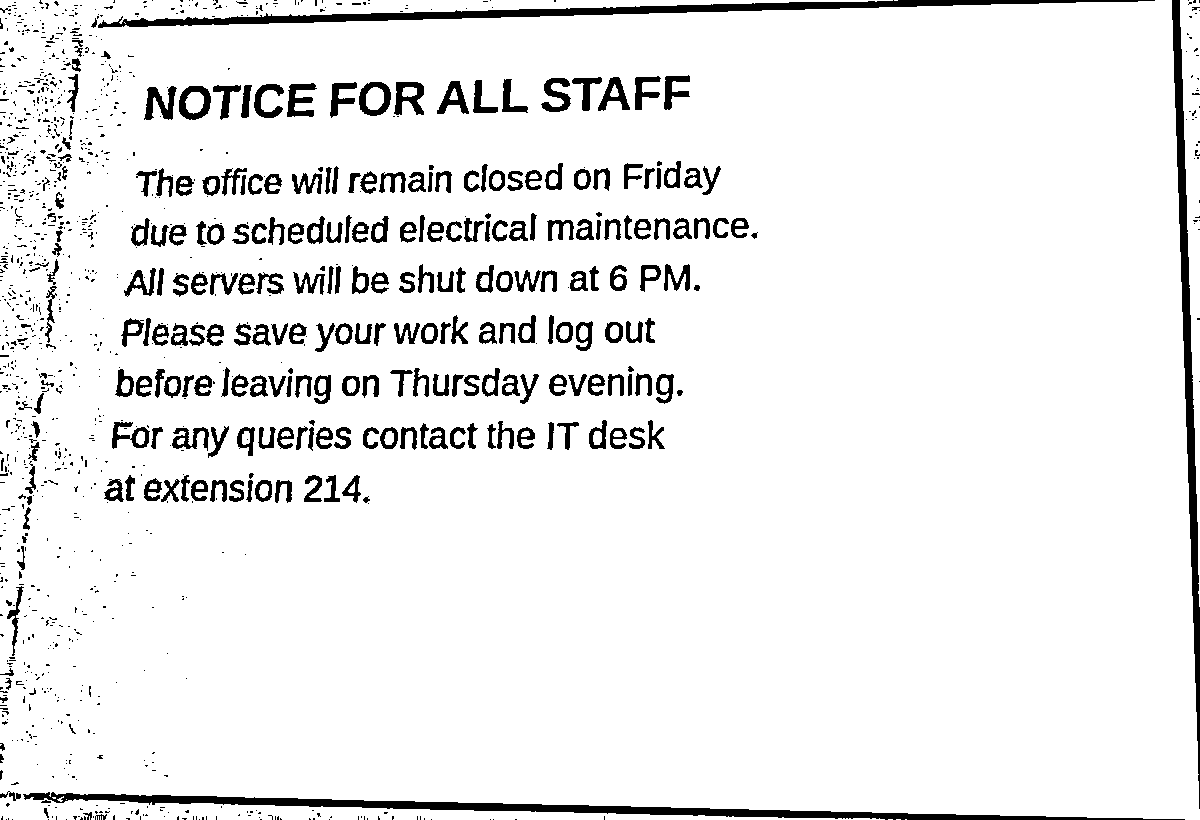 NOTICE FOR ALL STAFF
The office will remain closed on Friday
due to scheduled electrical maintenance.
All servers will be shut down at 6 PM.
Please save your work and log out
before leaving on Thursday evening.
For any queries contact the IT desk
at extension 214.